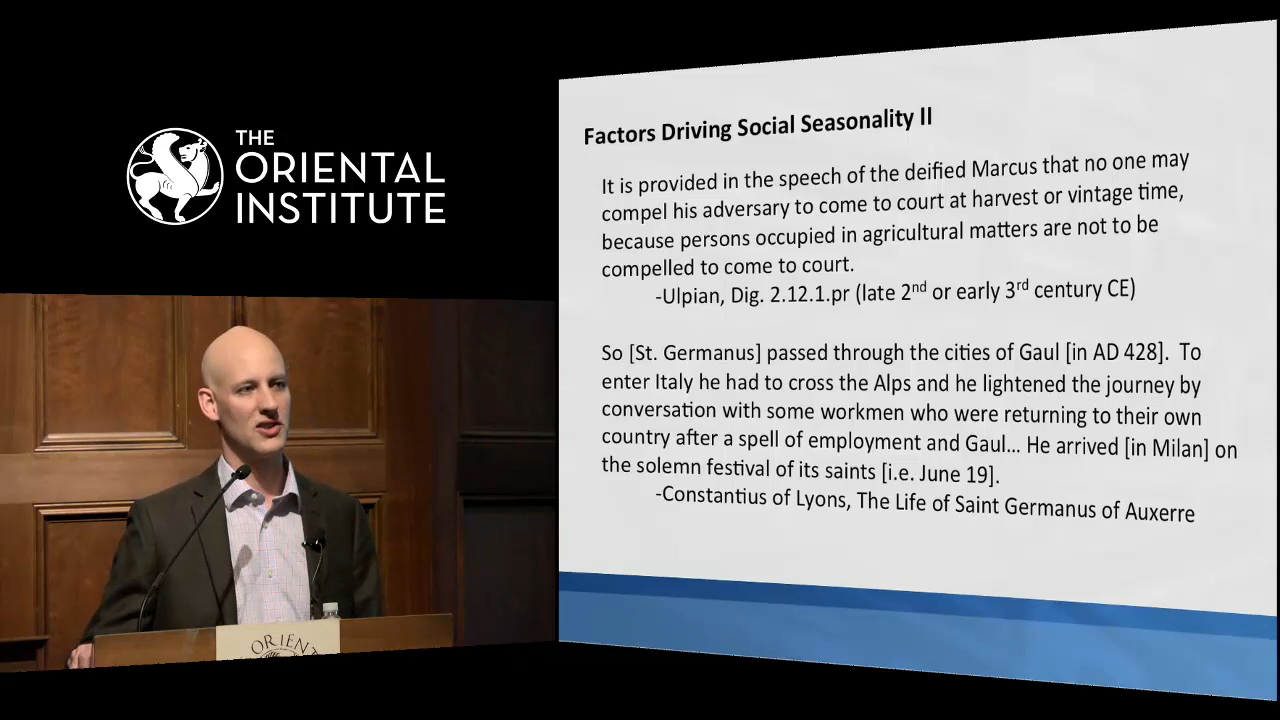 THE
ORIENTAL
INSTITUTE
Factors Driving Social Seasonality II
It is provided in the speech of the deified Marcus that no one may
compel his adversary to come to court at harvest or vintage time,
because persons occupied in agricultural matters are not to be
compelled to come to court.
-Ulpian, Dig. 2.12.1.pr (late 2nd or early 3rd century CE)
So [St. Germanus] passed through the cities of Gaul [in AD 428]. To
enter Italy he had to cross the Alps and he lightened the journey by
conversation with some workmen who were returning to their own
country after a spell of employment and Gaul... He arrived [in Milan] on
the solemn festival of its saints [i.e. June 19].
-Constantius of Lyons, The Life of Saint Germanus of Auxerre
ORIENT